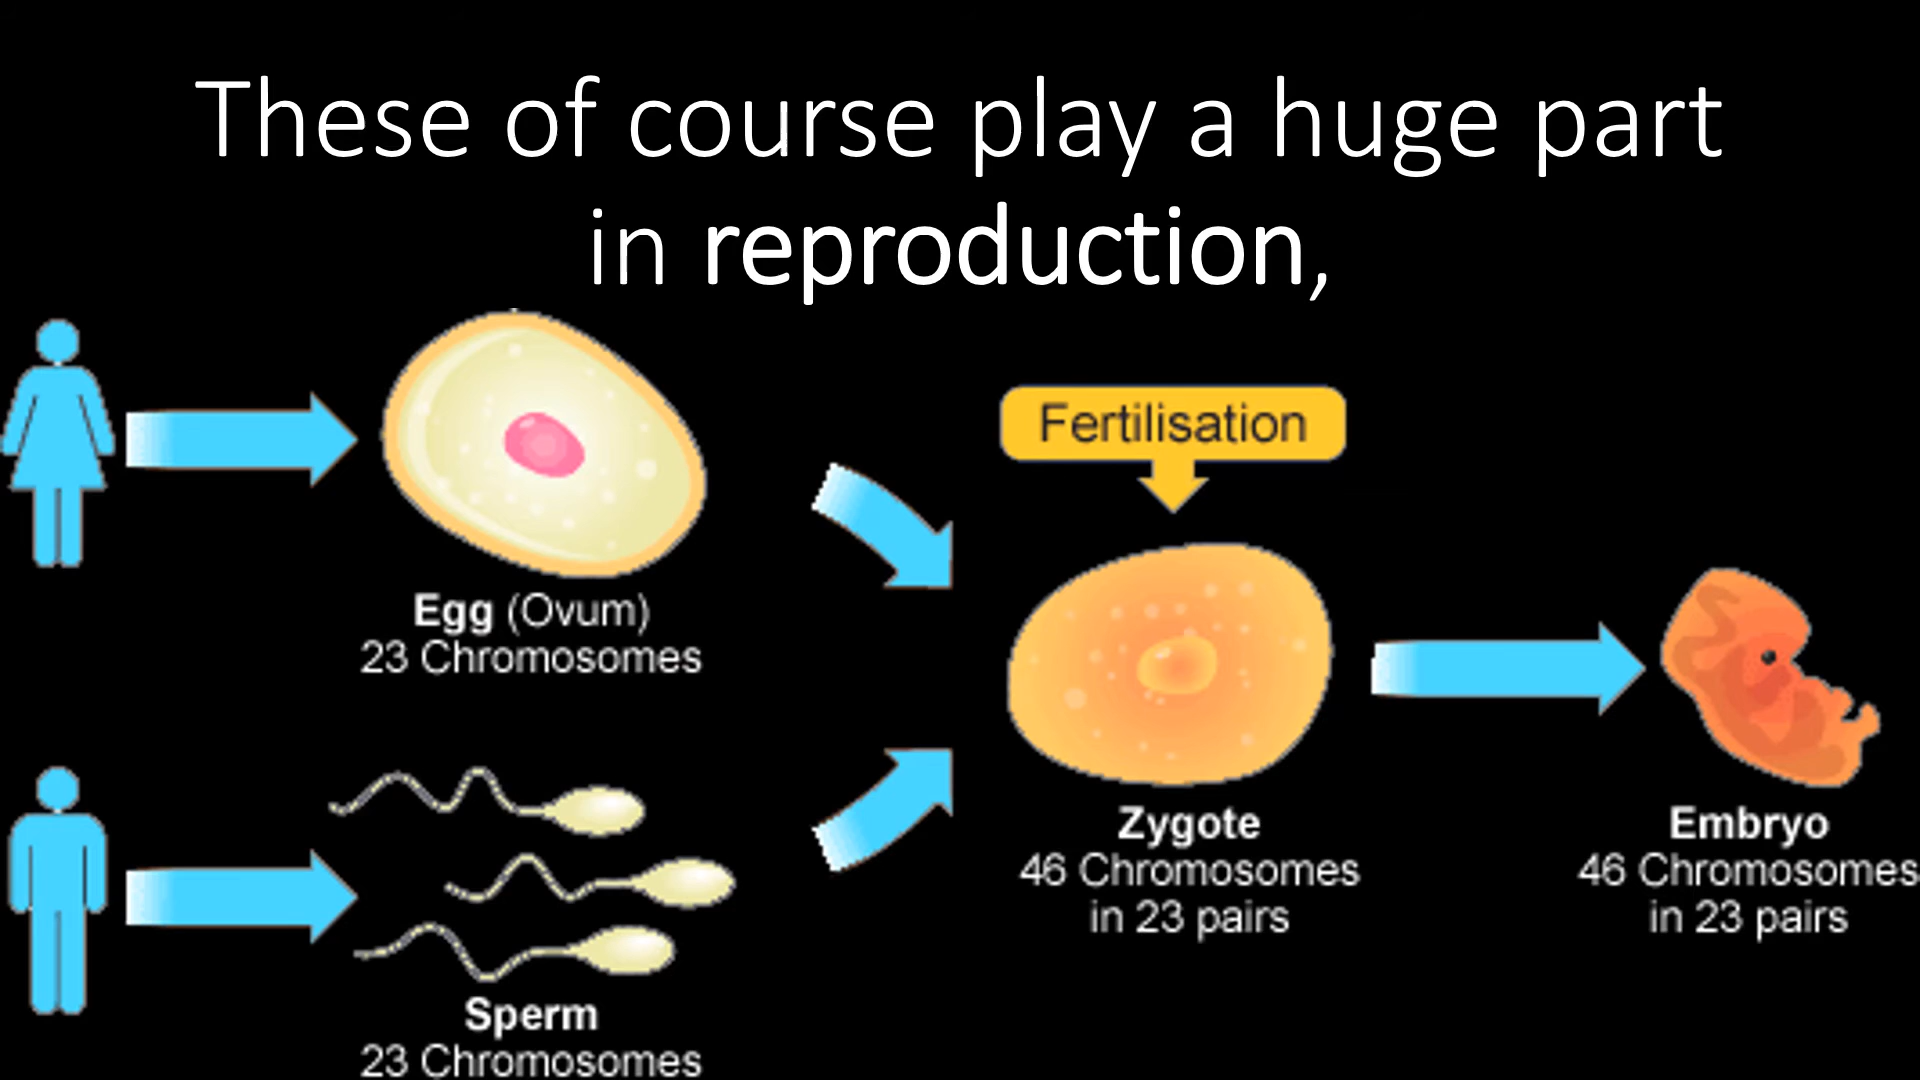 These of course play a huge part
in reproduction,
Fertilisation
Egg (Ovum)
23 Chromosomes
Zygote
46 Chromosomes
in 23 pairs
Embryo
46 Chromosomes
in 23 pairs
Sperm
23 Chromosomes